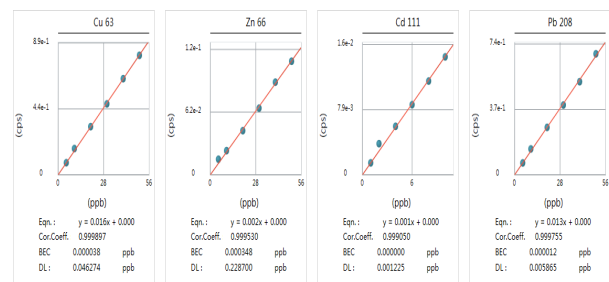 Cu 63
8.9e-1
4.4e-1
0
(cps)
0 28 56
(ppb)
Eqn. : y = 0.016x + 0.000
Cor.Coeff. 0.999897
BEC 0.000038 ppb
DL : 0.046274 ppb
Zn 66
1.2e-1
6.2e-2
0
(cps)
0 28 56
(ppb)
Eqn. : y = 0.002x + 0.000
Cor.Coeff. 0.999530
BEC 0.000348 ppb
DL : 0.228700 ppb
Cd 111
1.6e-2
7.9e-3
0
(cps)
0 6
(ppb)
Eqn. : y = 0.001x + 0.000
Cor.Coeff. 0.999050
BEC 0.000000 ppb
DL : 0.001225 ppb
Pb 208
7.4e-1
3.7e-1
0
(cps)
0 28 56
(ppb)
Eqn. : y = 0.013x + 0.000
Cor.Coeff. 0.999755
BEC 0.000012 ppb
DL : 0.005865 ppb